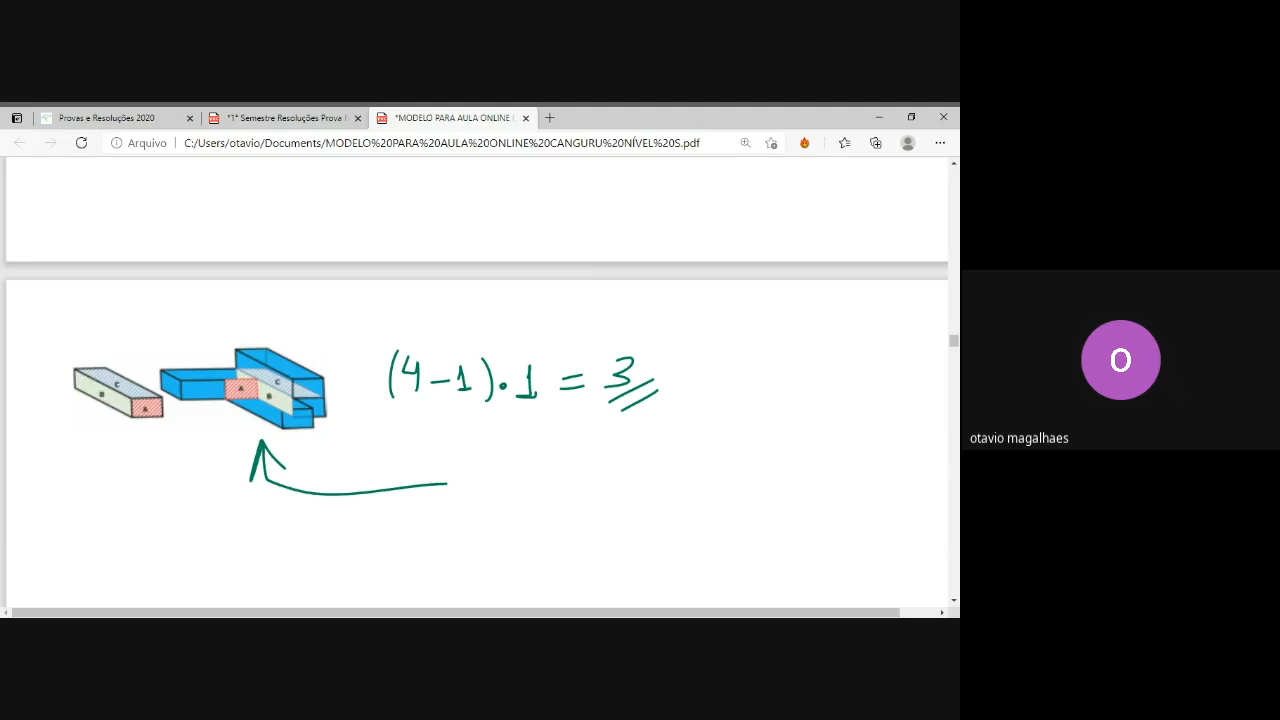 Provas e Resoluções 2020
*1° Semestre Resoluções Prova
*MODELO PARA AULA ONLINE
Arquivo
C:/Users/otavio/Documents/MODELO%20PARA%20AULA%20ONLINE%20CANGURU%20NÍVEL%20S.pdf
C
B
A
C
A
B
(4-1)·1=3
O
otavio magalhaes